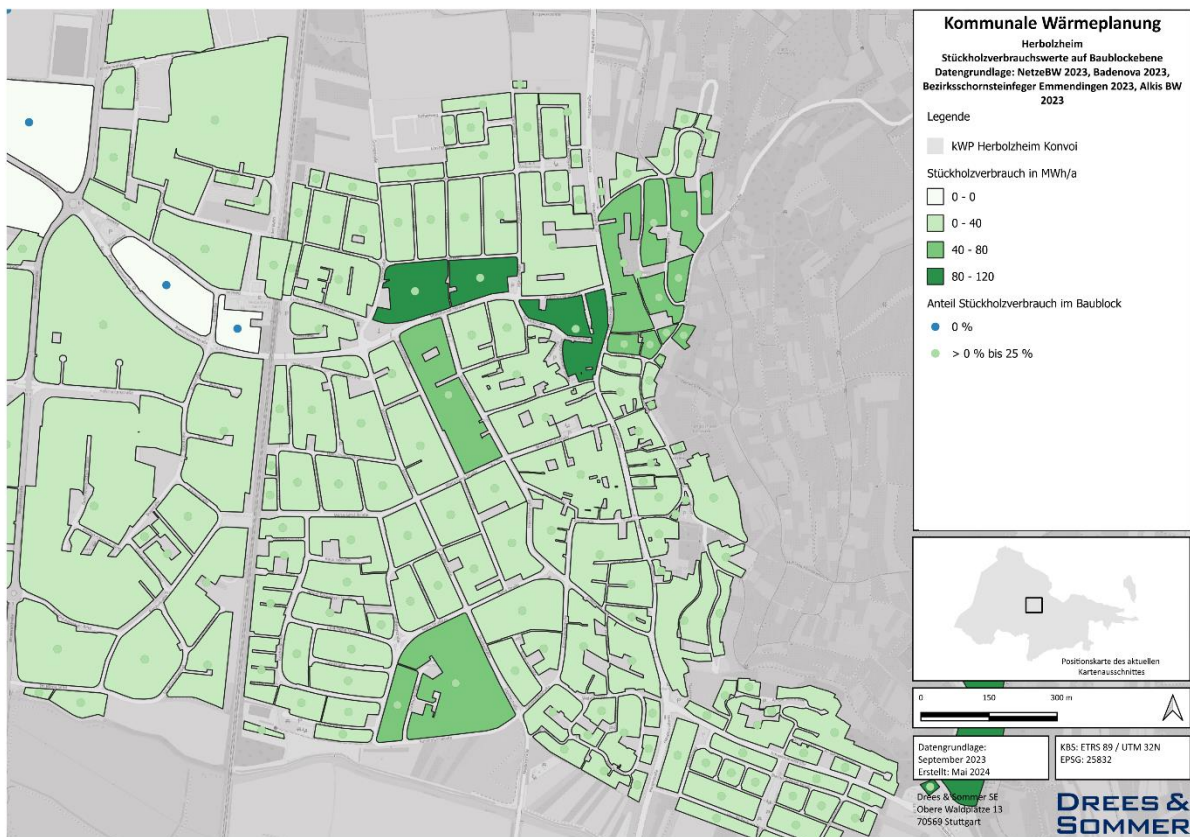 Kommunale Wärmeplanung
Herbolzheim
Stückholzverbrauchswerte auf Baublockebene
Datengrundlage: NetzeBW 2023, Badenova 2023,
Bezirksschornsteinfeger Emmendingen 2023, Alkis BW
2023
Legende
kWP Herbolzheim Konvoi
Stückholzverbrauch in MWh/a
0 - 0
0 - 40
40 - 80
80 - 120
Anteil Stückholzverbrauch im Baublock
0 %
> 0 % bis 25 %
Positionskarte des aktuellen
Kartenausschnittes
0 150 300 m
Datengrundlage:
September 2023
Erstellt: Mai 2024
KBS: ETRS 89 / UTM 32N
EPSG: 25832
Drees & Sommer SE
Obere Waldplätze 13
70569 Stuttgart
DREES &
SOMMER